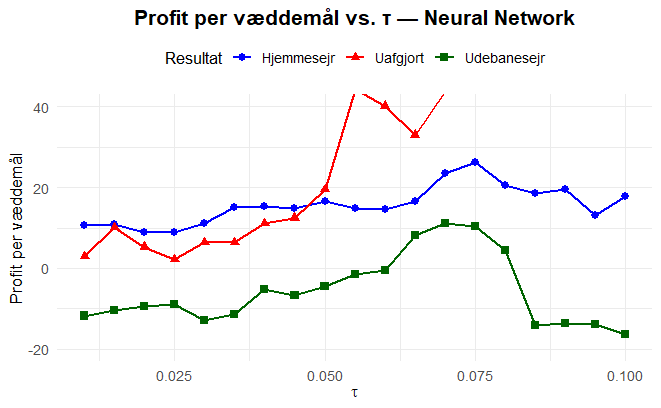 Profit per væddemål vs. τ — Neural Network
Resultat Hjemmesejr Uafgjort Udebanesejr
Profit per væddemål
40
20
0
-20
0.025 0.050 0.075 0.100
τ